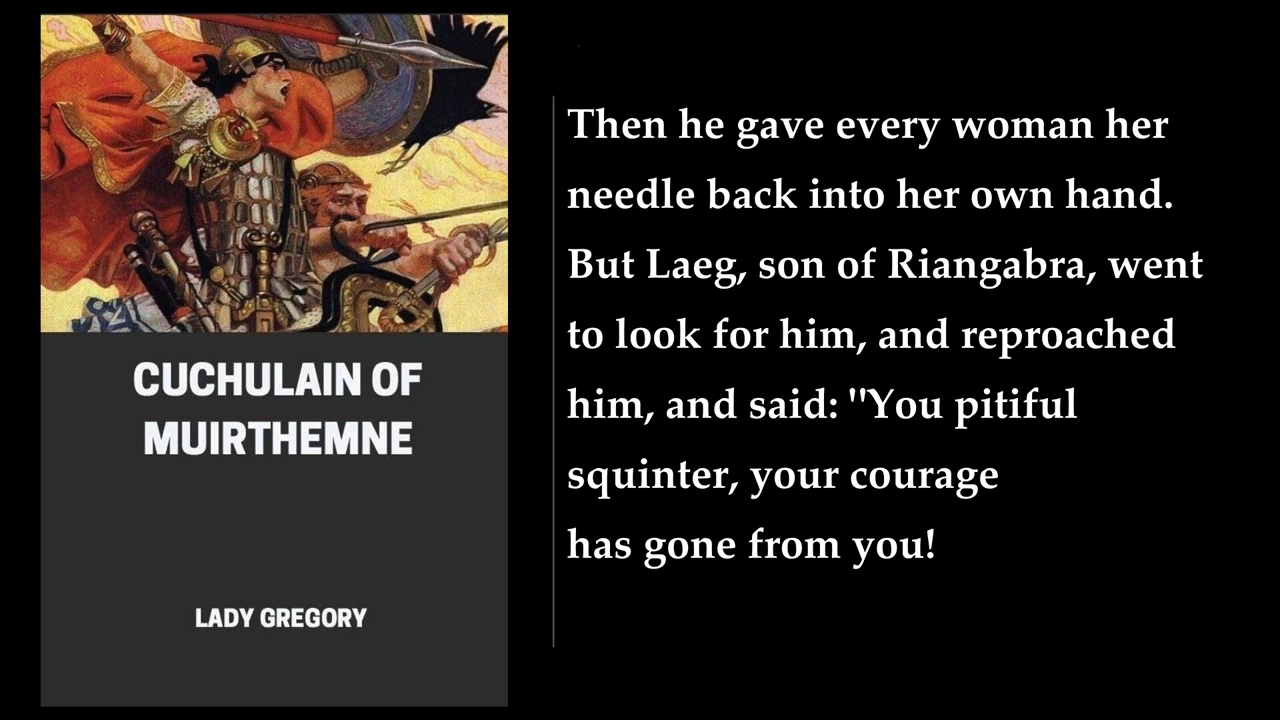 CUCHULAIN OF
MUIRTHEMNE
LADY GREGORY
Then he gave every woman her
needle back into her own hand.
But Laeg, son of Riangabra, went
to look for him, and reproached
him, and said: "You pitiful
squinter, your courage
has gone from you!